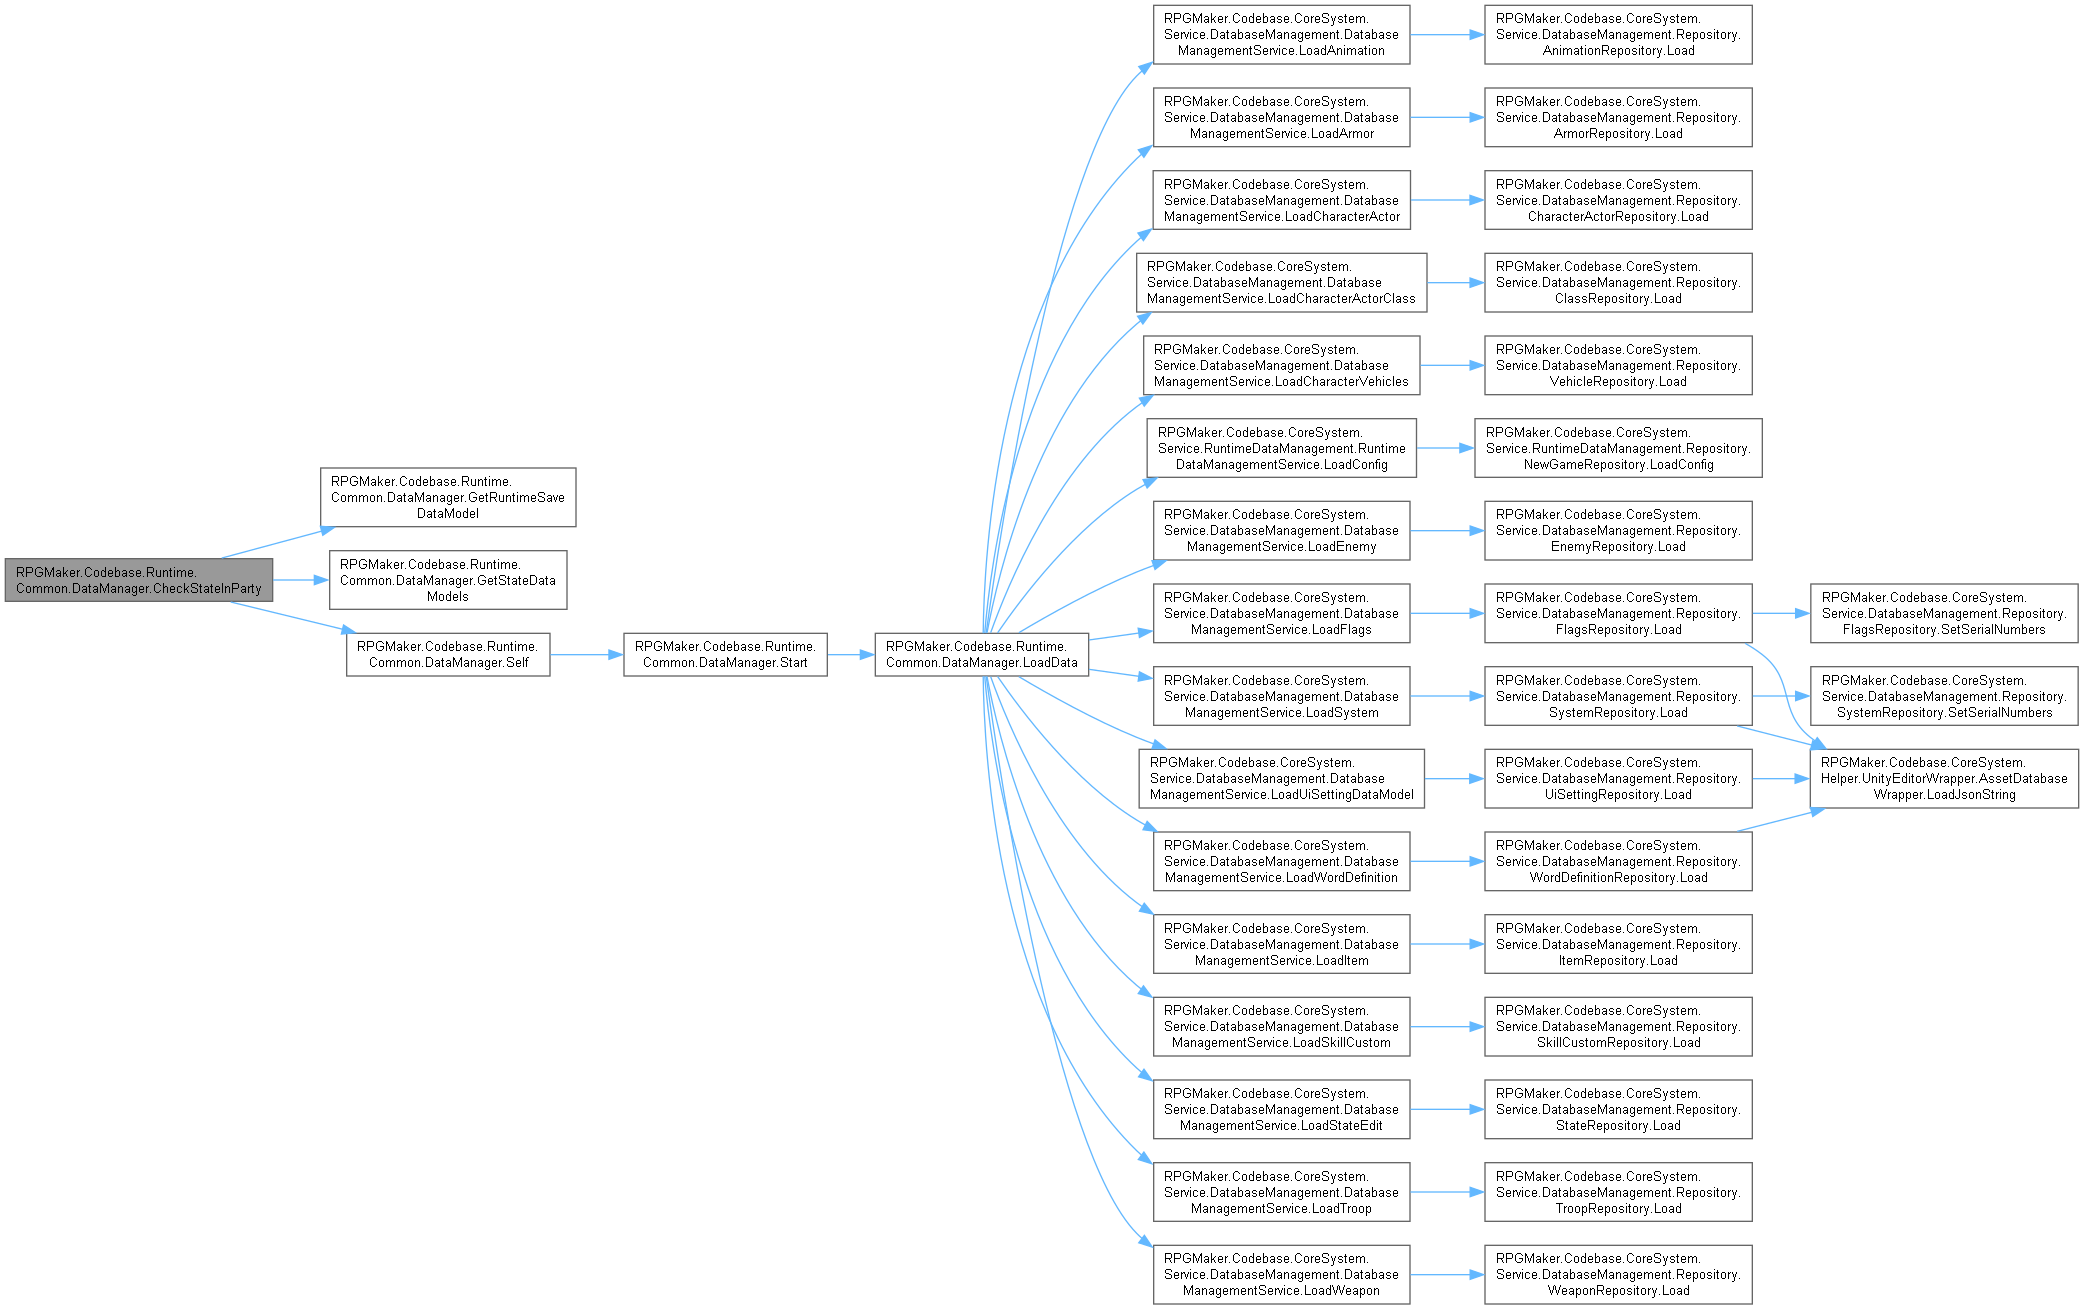 RPGMaker.Codebase.Runtime.
Common.DataManager.CheckStateInParty
RPGMaker.Codebase.Runtime.
Common.DataManager.GetRuntimeSave
DataModel
RPGMaker.Codebase.Runtime.
Common.DataManager.GetStateData
Models
RPGMaker.Codebase.Runtime.
Common.DataManager.Self
RPGMaker.Codebase.Runtime.
Common.DataManager.Start
RPGMaker.Codebase.Runtime.
Common.DataManager.LoadData
RPGMaker.Codebase.CoreSystem.
Service.DatabaseManagement.Database
ManagementService.LoadAnimation
RPGMaker.Codebase.CoreSystem.
Service.DatabaseManagement.Repository.
AnimationRepository.Load
RPGMaker.Codebase.CoreSystem.
Service.DatabaseManagement.Database
ManagementService.LoadArmor
RPGMaker.Codebase.CoreSystem.
Service.DatabaseManagement.Repository.
ArmorRepository.Load
RPGMaker.Codebase.CoreSystem.
Service.DatabaseManagement.Database
ManagementService.LoadCharacterActor
RPGMaker.Codebase.CoreSystem.
Service.DatabaseManagement.Repository.
CharacterActorRepository.Load
RPGMaker.Codebase.CoreSystem.
Service.DatabaseManagement.Database
ManagementService.LoadCharacterActorClass
RPGMaker.Codebase.CoreSystem.
Service.DatabaseManagement.Repository.
ClassRepository.Load
RPGMaker.Codebase.CoreSystem.
Service.DatabaseManagement.Database
ManagementService.LoadCharacterVehicles
RPGMaker.Codebase.CoreSystem.
Service.DatabaseManagement.Repository.
VehicleRepository.Load
RPGMaker.Codebase.CoreSystem.
Service.RuntimeDataManagement.Runtime
DataManagementService.LoadConfig
RPGMaker.Codebase.CoreSystem.
Service.RuntimeDataManagement.Repository.
NewGameRepository.LoadConfig
RPGMaker.Codebase.CoreSystem.
Service.DatabaseManagement.Database
ManagementService.LoadEnemy
RPGMaker.Codebase.CoreSystem.
Service.DatabaseManagement.Repository.
EnemyRepository.Load
RPGMaker.Codebase.CoreSystem.
Service.DatabaseManagement.Database
ManagementService.LoadFlags
RPGMaker.Codebase.CoreSystem.
Service.DatabaseManagement.Repository.
FlagsRepository.Load
RPGMaker.Codebase.CoreSystem.
Service.DatabaseManagement.Repository.
FlagsRepository.SetSerialNumbers
RPGMaker.Codebase.CoreSystem.
Service.DatabaseManagement.Database
ManagementService.LoadSystem
RPGMaker.Codebase.CoreSystem.
Service.DatabaseManagement.Repository.
SystemRepository.Load
RPGMaker.Codebase.CoreSystem.
Service.DatabaseManagement.Repository.
SystemRepository.SetSerialNumbers
RPGMaker.Codebase.CoreSystem.
Service.DatabaseManagement.Database
ManagementService.LoadUiSettingDataModel
RPGMaker.Codebase.CoreSystem.
Service.DatabaseManagement.Repository.
UiSettingRepository.Load
RPGMaker.Codebase.CoreSystem.
Helper.UnityEditorWrapper.AssetDatabase
Wrapper.LoadJsonString
RPGMaker.Codebase.CoreSystem.
Service.DatabaseManagement.Database
ManagementService.LoadWordDefinition
RPGMaker.Codebase.CoreSystem.
Service.DatabaseManagement.Repository.
WordDefinitionRepository.Load
RPGMaker.Codebase.CoreSystem.
Service.DatabaseManagement.Database
ManagementService.LoadItem
RPGMaker.Codebase.CoreSystem.
Service.DatabaseManagement.Repository.
ItemRepository.Load
RPGMaker.Codebase.CoreSystem.
Service.DatabaseManagement.Database
ManagementService.LoadSkillCustom
RPGMaker.Codebase.CoreSystem.
Service.DatabaseManagement.Repository.
SkillCustomRepository.Load
RPGMaker.Codebase.CoreSystem.
Service.DatabaseManagement.Database
ManagementService.LoadStateEdit
RPGMaker.Codebase.CoreSystem.
Service.DatabaseManagement.Repository.
StateRepository.Load
RPGMaker.Codebase.CoreSystem.
Service.DatabaseManagement.Database
ManagementService.LoadTroop
RPGMaker.Codebase.CoreSystem.
Service.DatabaseManagement.Repository.
TroopRepository.Load
RPGMaker.Codebase.CoreSystem.
Service.DatabaseManagement.Database
ManagementService.LoadWeapon
RPGMaker.Codebase.CoreSystem.
Service.DatabaseManagement.Repository.
WeaponRepository.Load